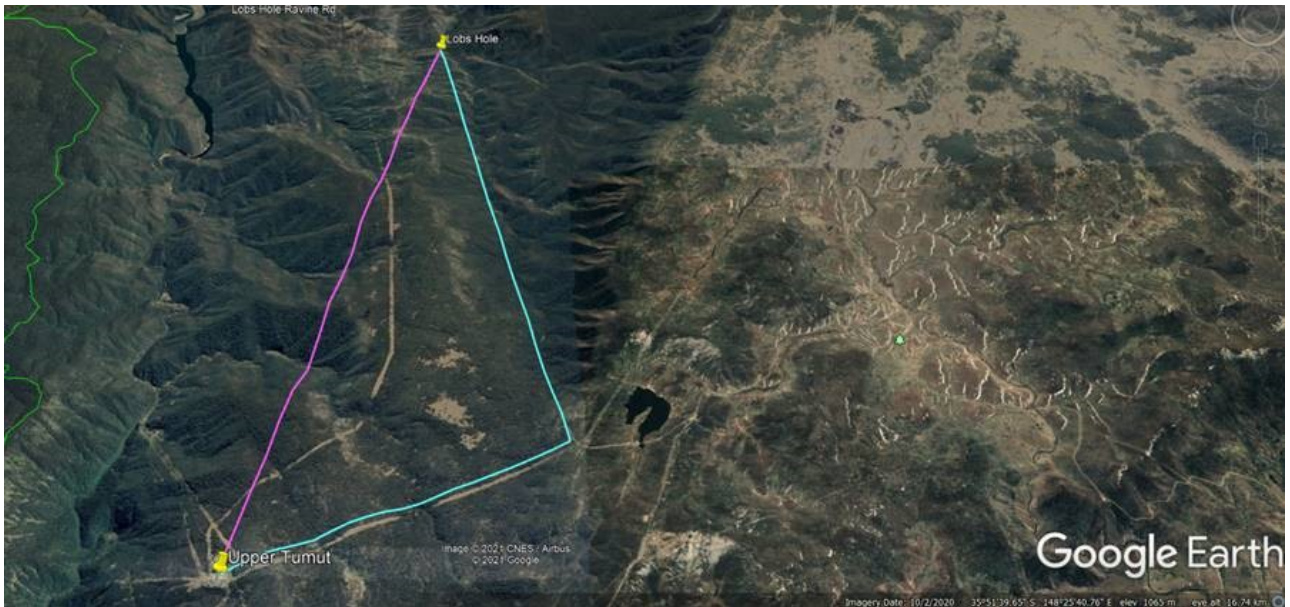 Lobs Hole Ravine Rd
Lobs Hole
Upper Tumut
Image © 2021 CNES / Airbus
© 2021 Google
Google Earth
Imagery Date: 10/2/2020 35°51'39.65" S 148°25'40.76" E elev 1065 m eye alt 16.74 km